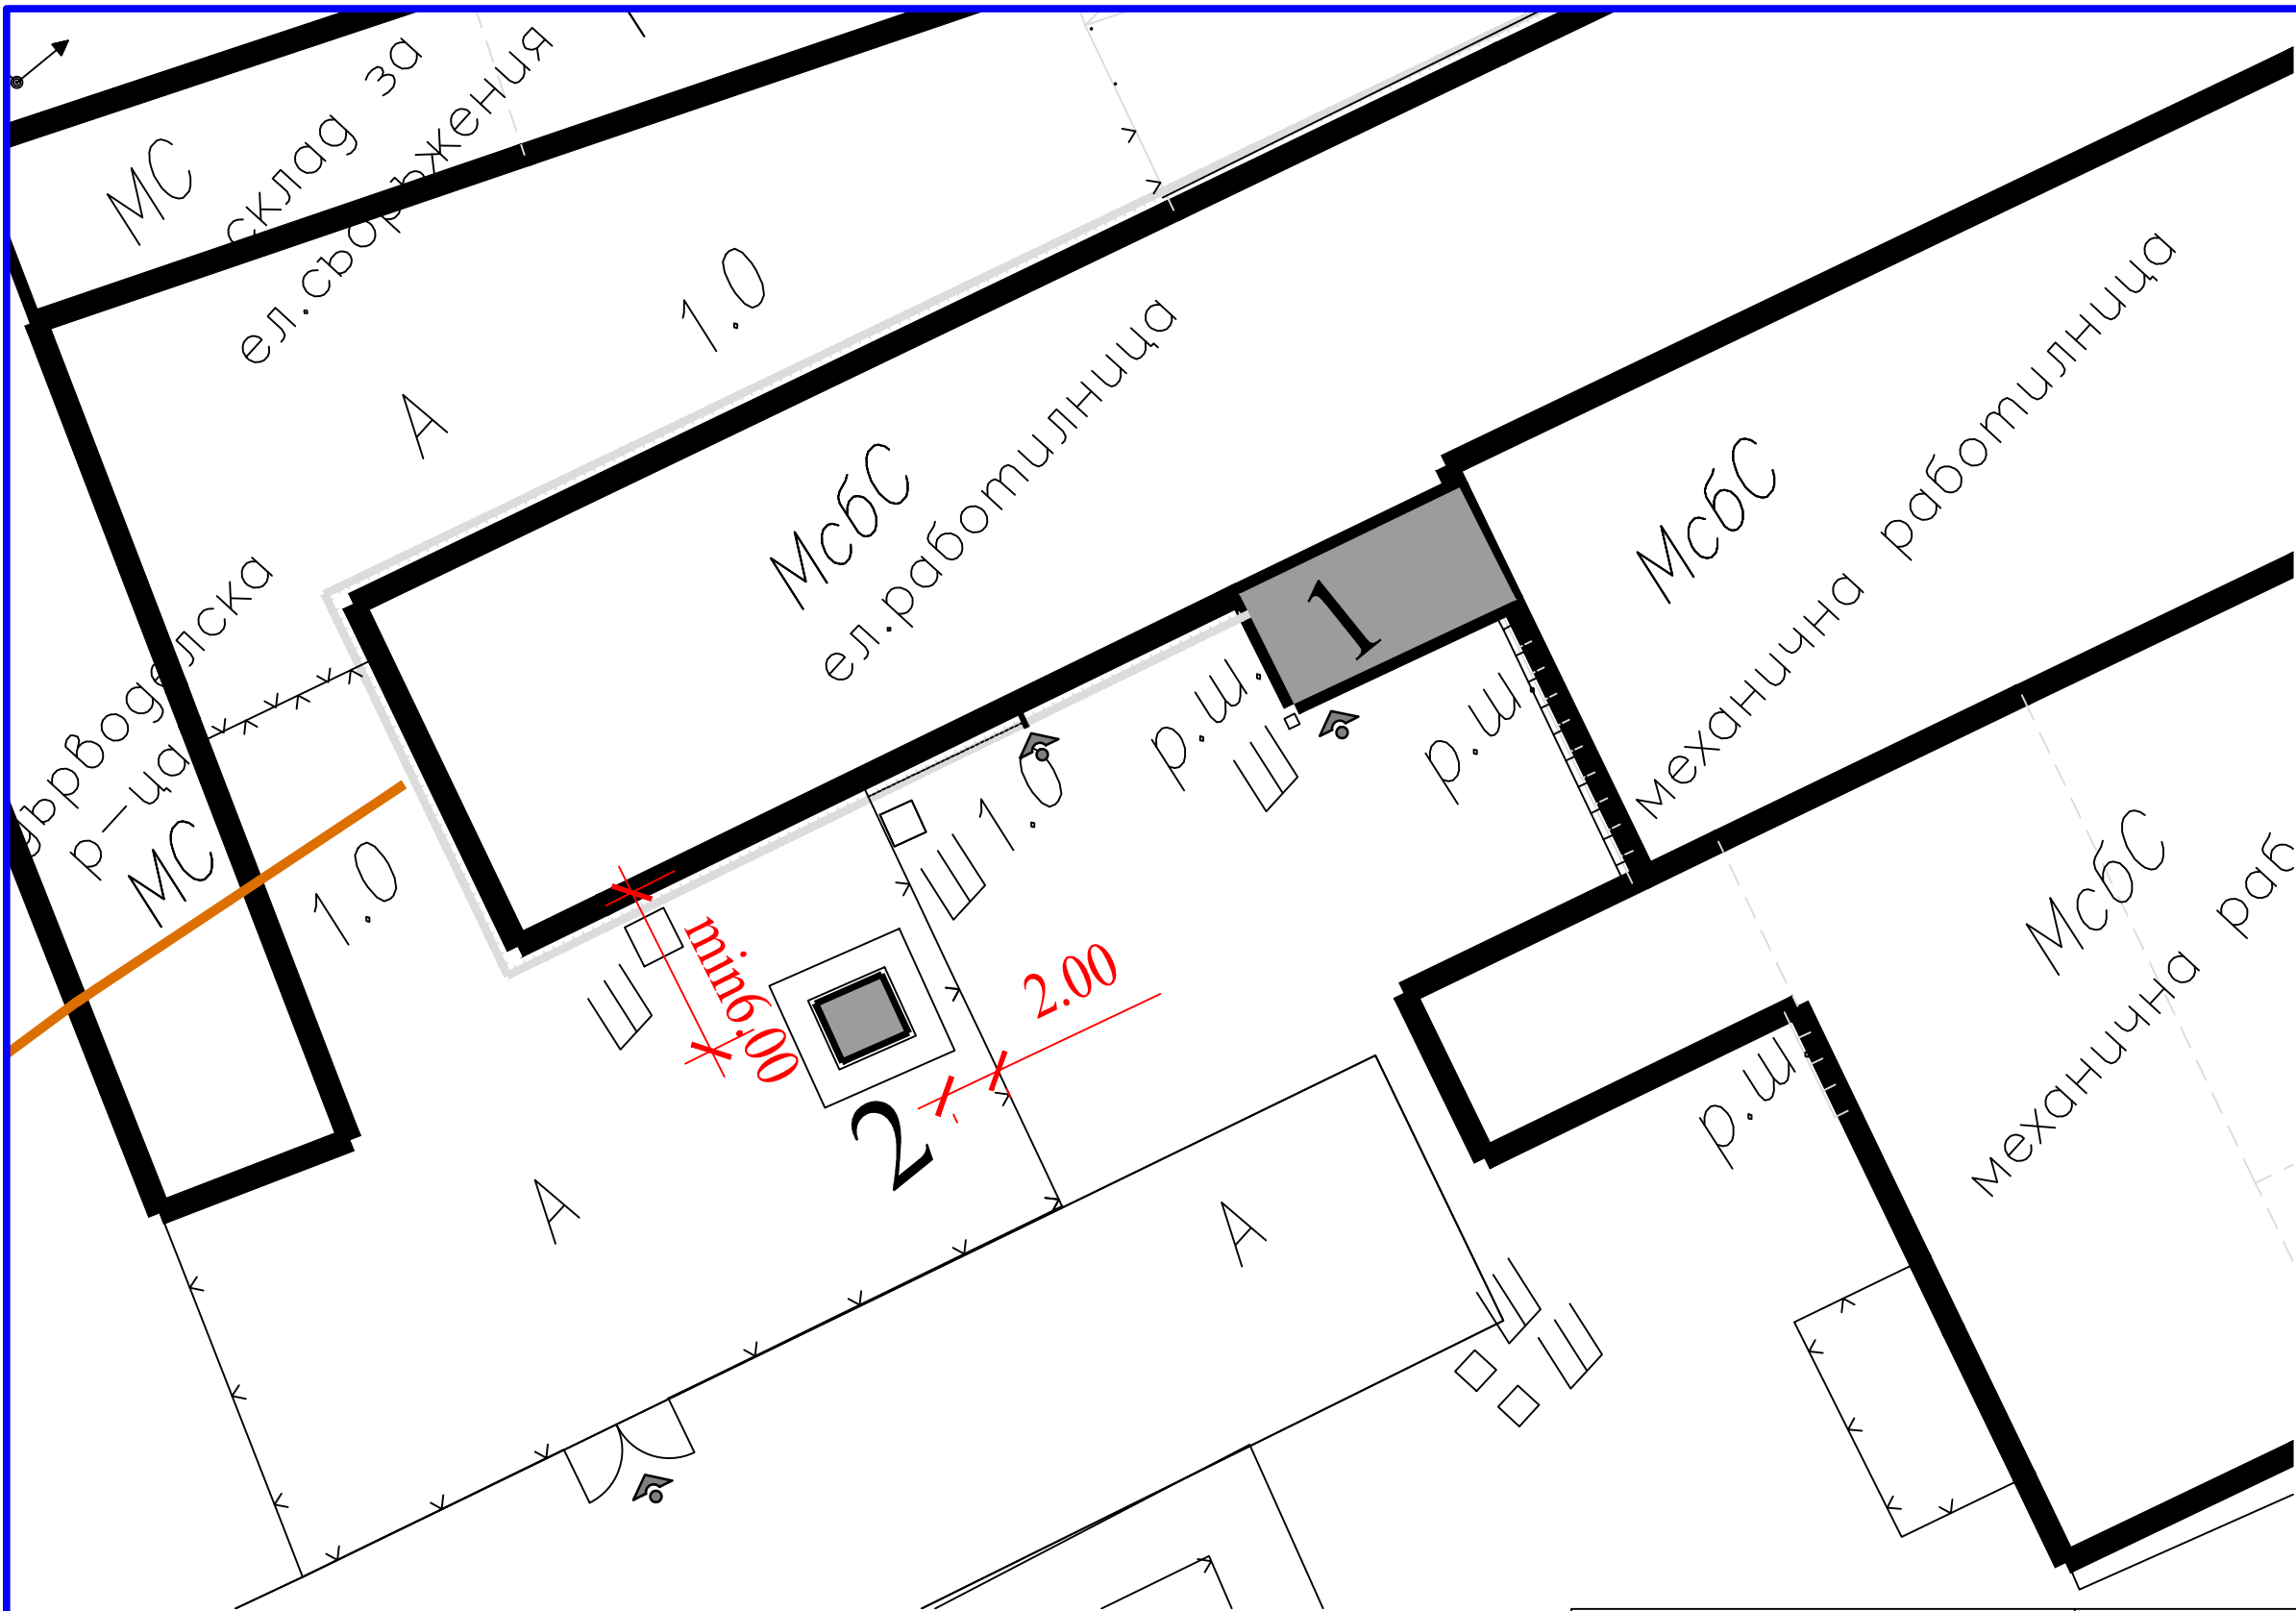 МС
склад за
ел.съоръжения
1.0
А
МсбС
ел.работилница
МсбС
механична работилница
1
р.ш.
Ш
р.ш.
р-ца
МС
1.0
Ш 1.0
Ш
min6.00
2.00
2
МсбС
механична раб
р.ш.
А
А
Ш
Ш